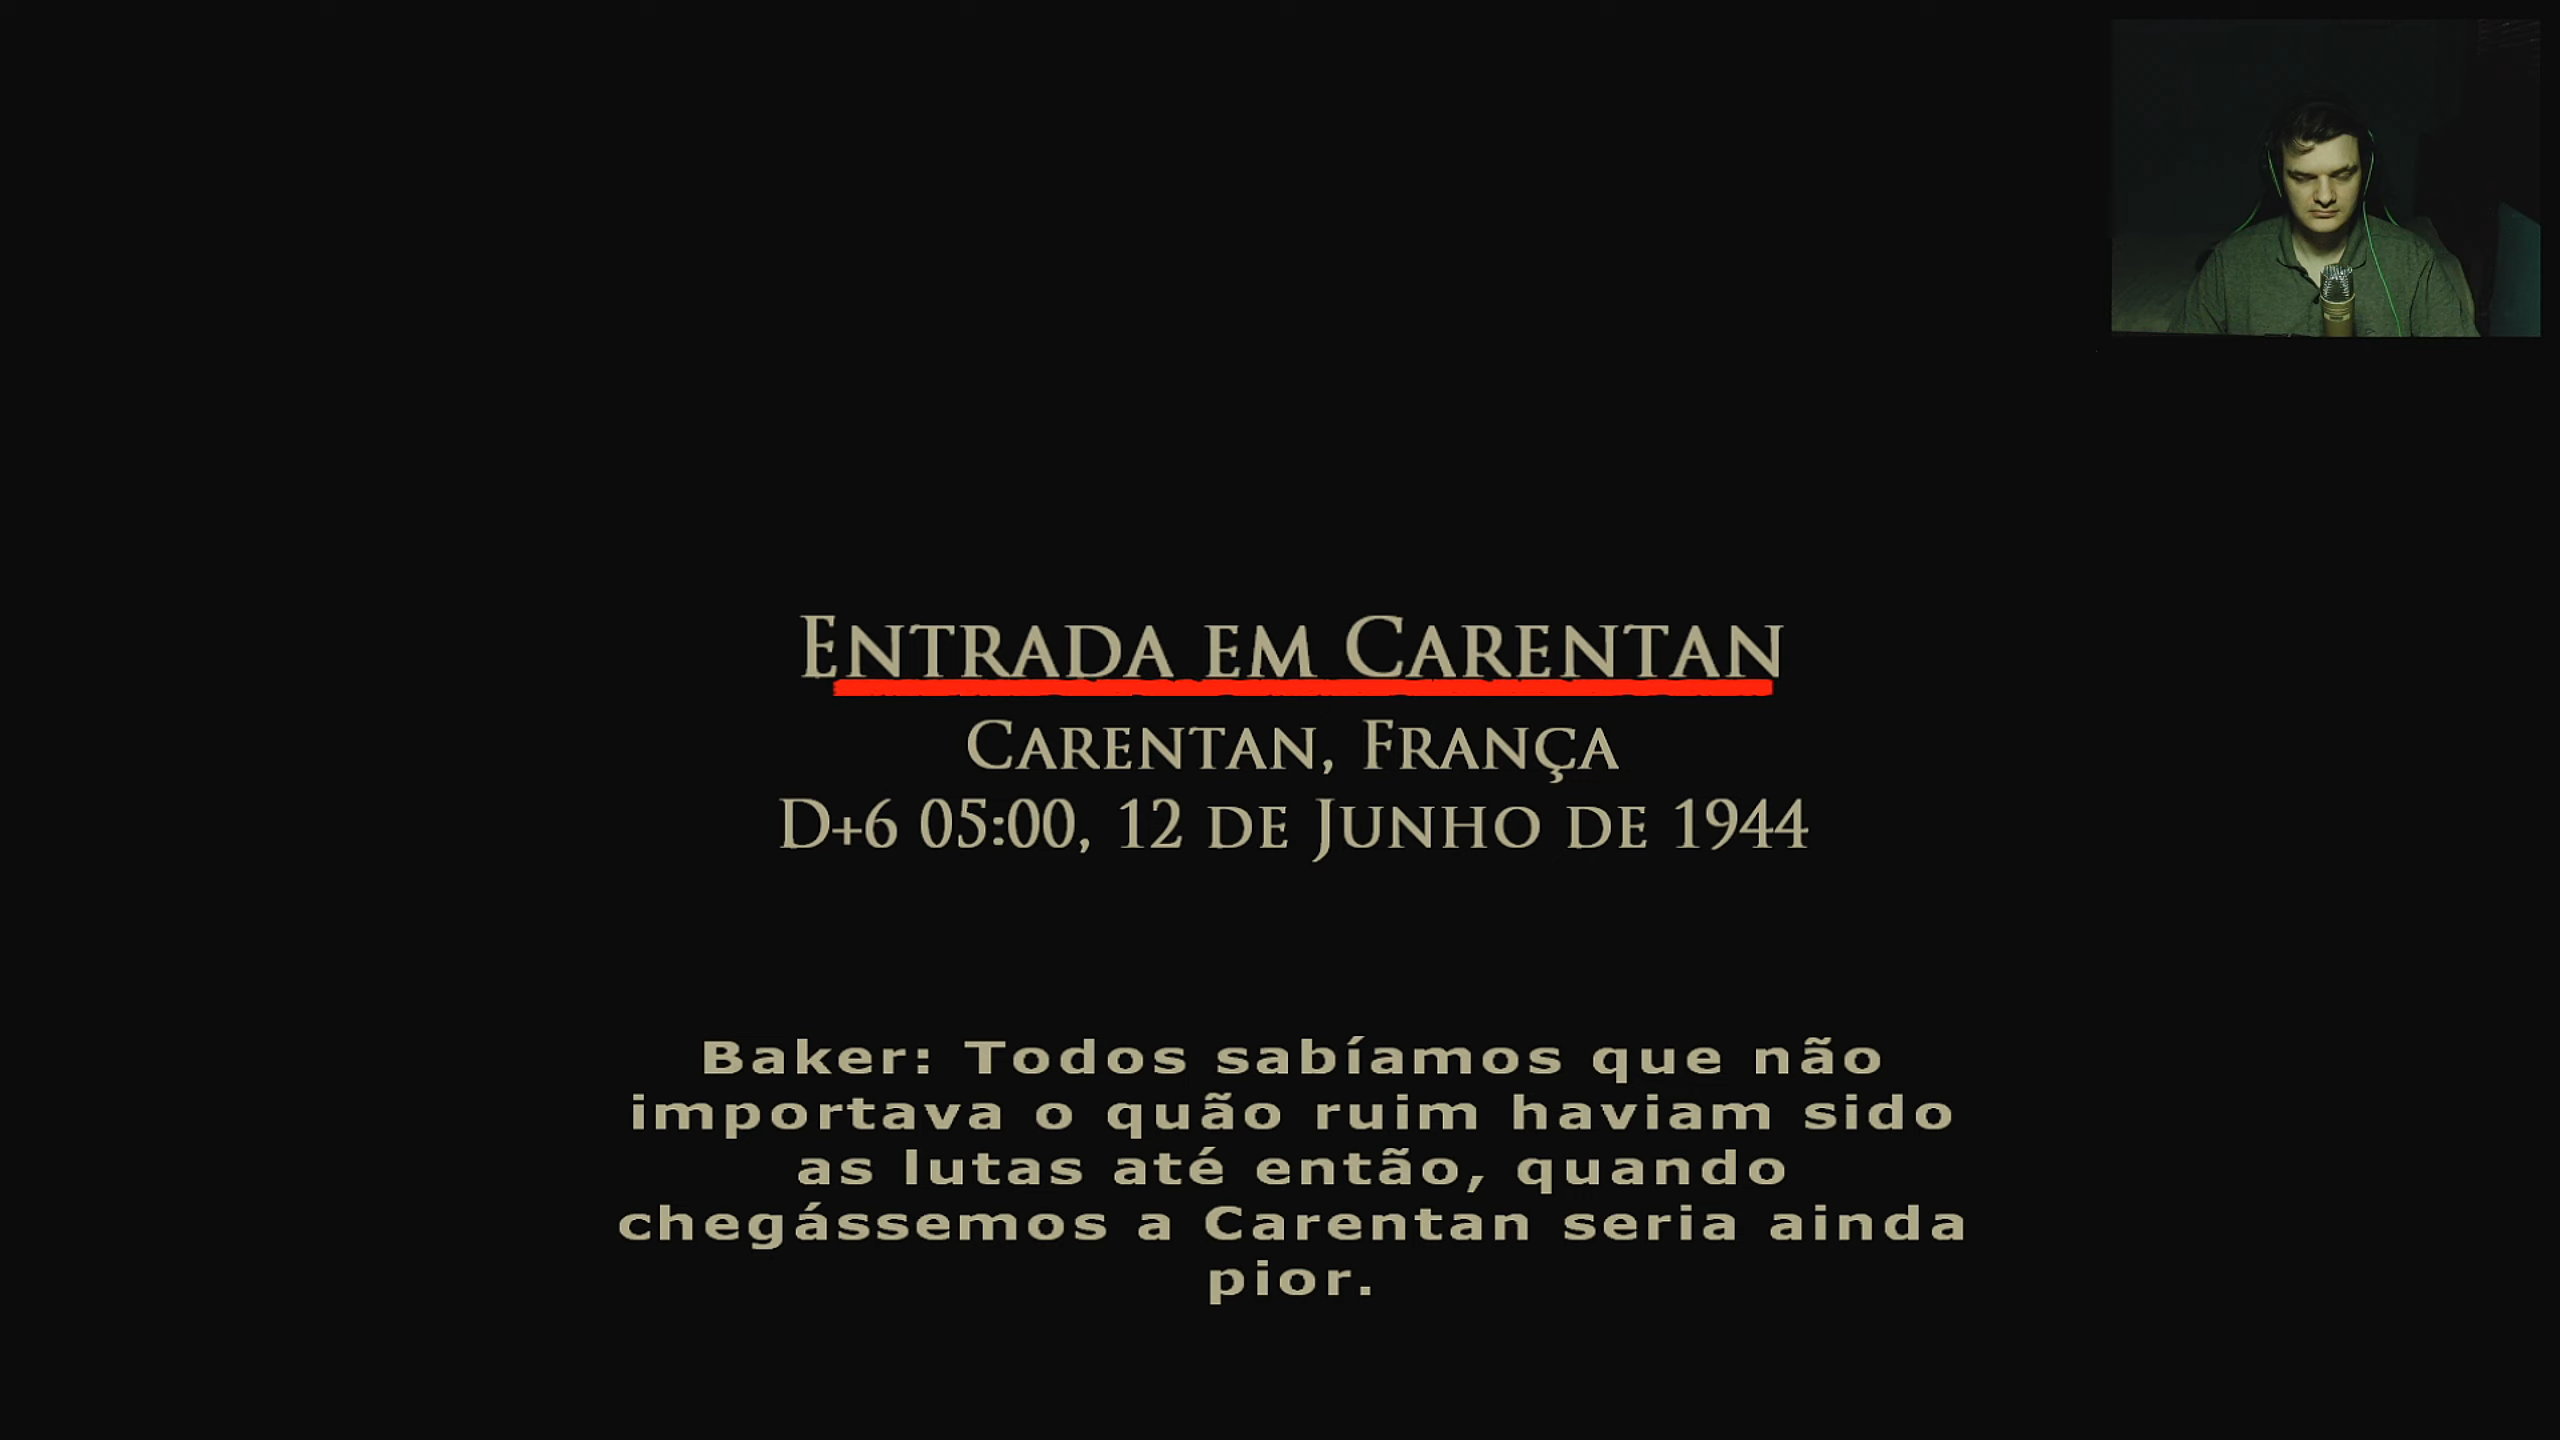 Entrada em Carentan
Carentan, França
D+6 05:00, 12 de Junho de 1944
Baker: Todos sabíamos que não
importava o quão ruim haviam sido
as lutas até então, quando
chegássemos a Carentan seria ainda
pior.